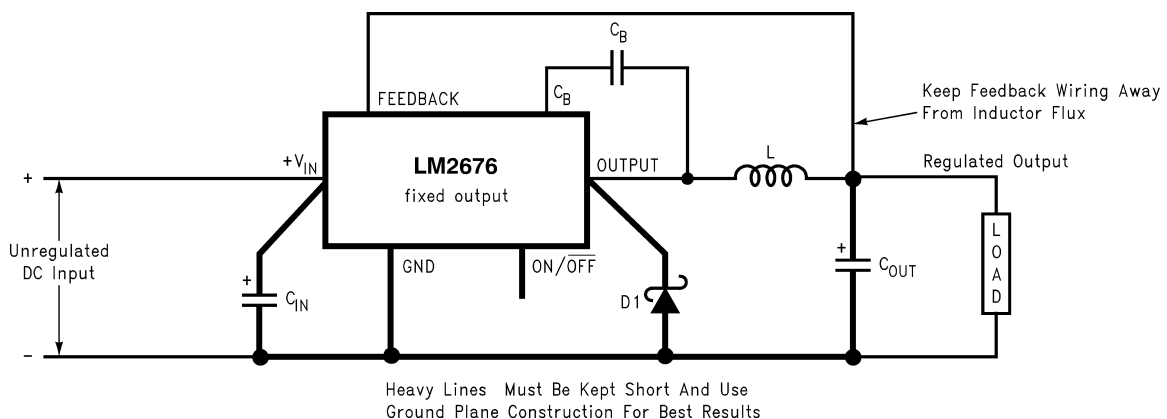 C_B
FEEDBACK
C_B
Keep Feedback Wiring Away
From Inductor Flux
+V_IN
LM2676
fixed output
OUTPUT
L
Regulated Output
+
Unregulated
DC Input
−
+
C_IN
GND
ON/O̅F̅F̅
D1
+
C_OUT
LOAD
Heavy Lines Must Be Kept Short And Use
Ground Plane Construction For Best Results